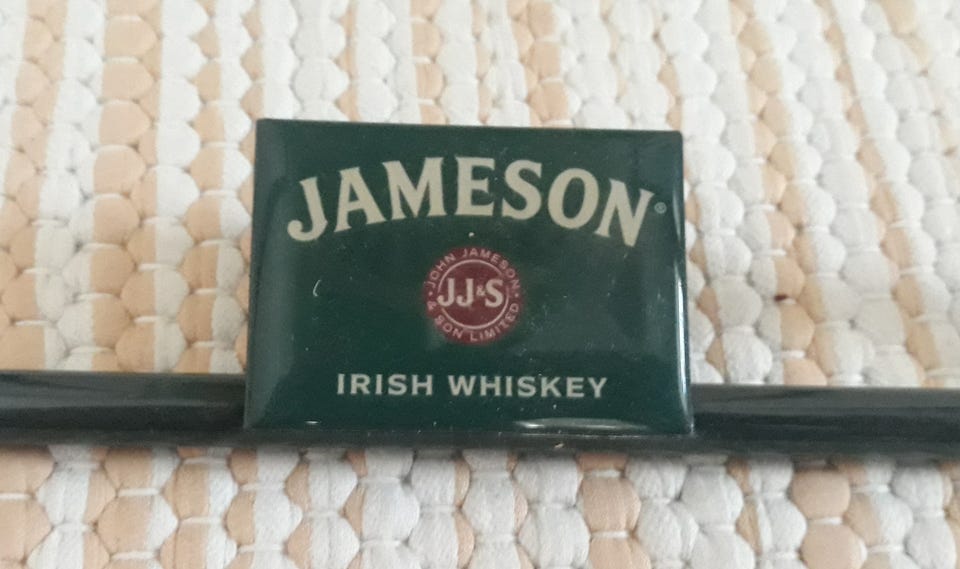 JAMESON®
JOHN JAMESON
JJ&S
& SON LIMITED
IRISH WHISKEY